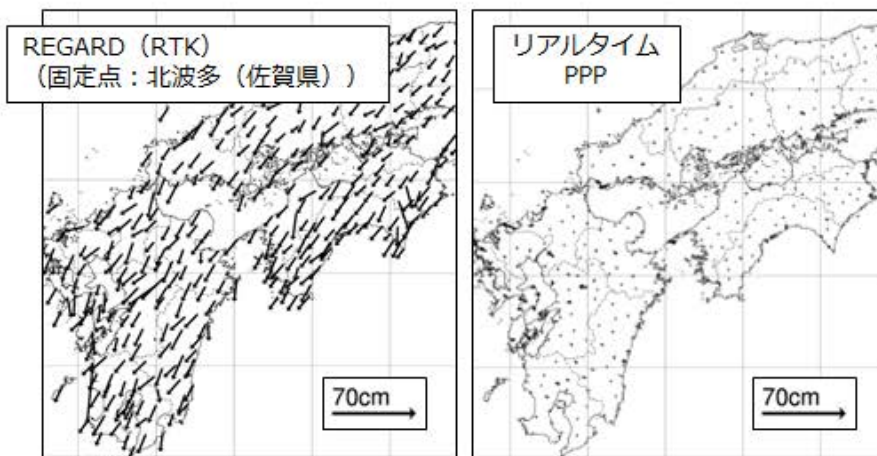 REGARD（RTK）
（固定点：北波多（佐賀県））
リアルタイム
PPP
70cm
70cm